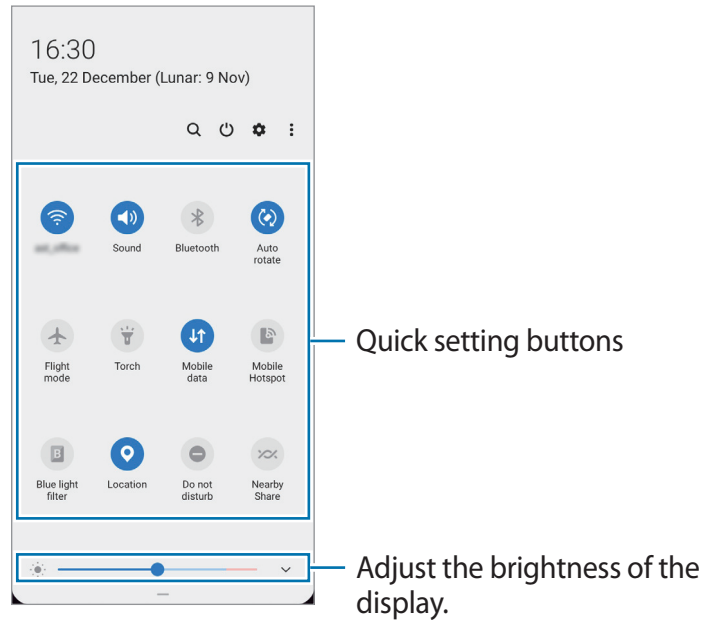 16:30
Tue, 22 December (Lunar: 9 Nov)
Sound
Bluetooth
Auto
rotate
Flight
mode
Torch
Mobile
data
Mobile
Hotspot
Quick setting buttons
B
Blue light
filter
Location
Do not
disturb
Nearby
Share
Adjust the brightness of the
display.